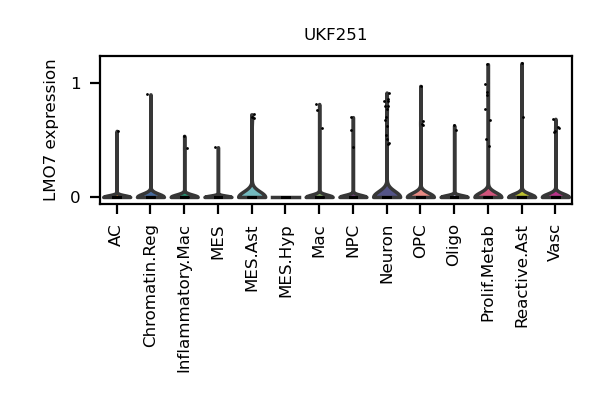 UKF251
LMO7 expression
1
0
AC
Chromatin.Reg
Inflammatory.Mac
MES
MES.Ast
MES.Hyp
Mac
NPC
Neuron
OPC
Oligo
Prolif.Metab
Reactive.Ast
Vasc